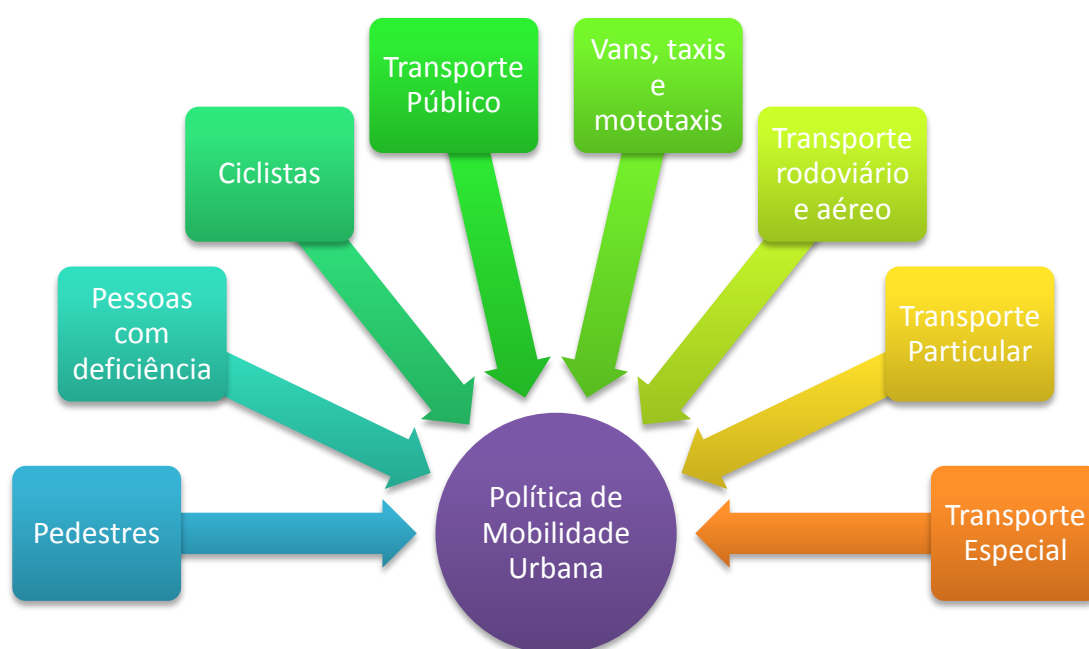 Transporte
Público
Vans, taxis
e
mototaxis
Ciclistas
Transporte
rodoviário
e aéreo
Pessoas
com
deficiência
Transporte
Particular
Pedestres
Política de
Mobilidade
Urbana
Transporte
Especial